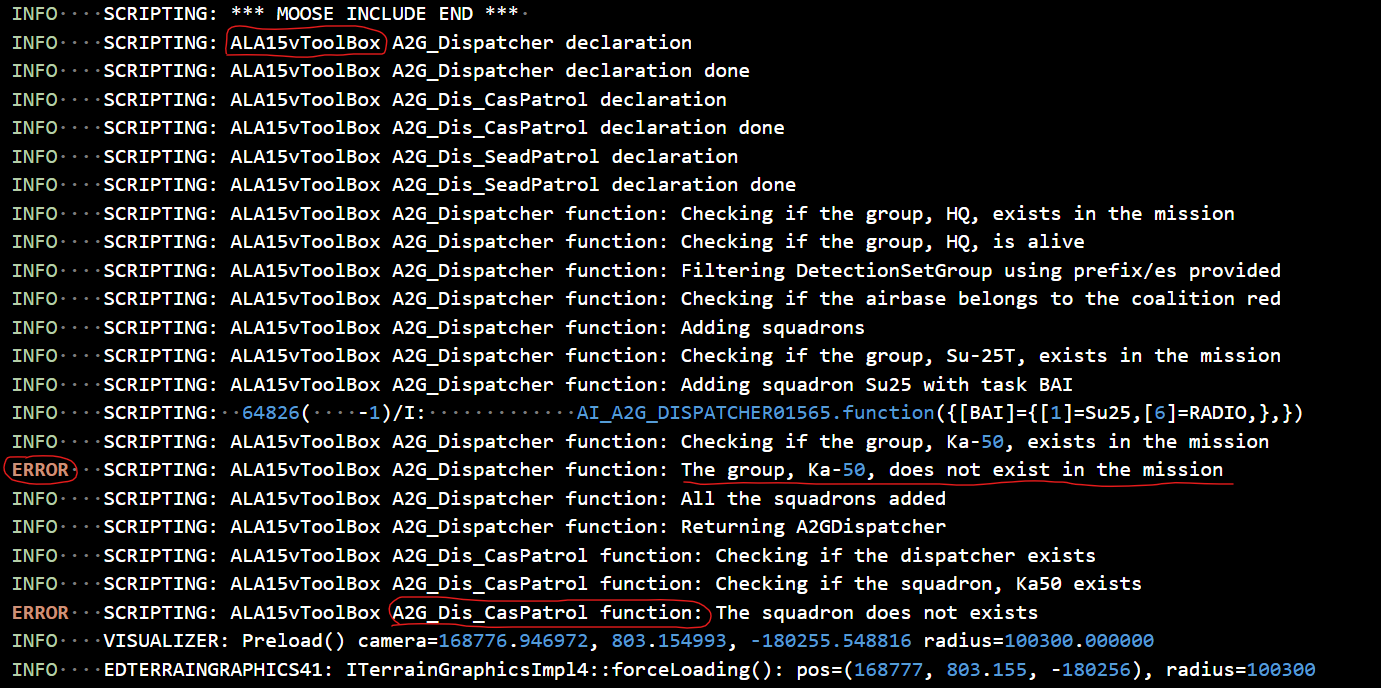 INFO    SCRIPTING: *** MOOSE INCLUDE END ***
INFO    SCRIPTING: ALA15vToolBox A2G_Dispatcher declaration
INFO    SCRIPTING: ALA15vToolBox A2G_Dispatcher declaration done
INFO    SCRIPTING: ALA15vToolBox A2G_Dis_CasPatrol declaration
INFO    SCRIPTING: ALA15vToolBox A2G_Dis_CasPatrol declaration done
INFO    SCRIPTING: ALA15vToolBox A2G_Dis_SeadPatrol declaration
INFO    SCRIPTING: ALA15vToolBox A2G_Dis_SeadPatrol declaration done
INFO    SCRIPTING: ALA15vToolBox A2G_Dispatcher function: Checking if the group, HQ, exists in the mission
INFO    SCRIPTING: ALA15vToolBox A2G_Dispatcher function: Checking if the group, HQ, is alive
INFO    SCRIPTING: ALA15vToolBox A2G_Dispatcher function: Filtering DetectionSetGroup using prefix/es provided
INFO    SCRIPTING: ALA15vToolBox A2G_Dispatcher function: Checking if the airbase belongs to the coalition red
INFO    SCRIPTING: ALA15vToolBox A2G_Dispatcher function: Adding squadrons
INFO    SCRIPTING: ALA15vToolBox A2G_Dispatcher function: Checking if the group, Su-25T, exists in the mission
INFO    SCRIPTING: ALA15vToolBox A2G_Dispatcher function: Adding squadron Su25 with task BAI
INFO    SCRIPTING:  64826(    -1)/I:             AI_A2G_DISPATCHER01565.function({[BAI]={[1]=Su25,[6]=RADIO,},})
INFO    SCRIPTING: ALA15vToolBox A2G_Dispatcher function: Checking if the group, Ka-50, exists in the mission
ERROR   SCRIPTING: ALA15vToolBox A2G_Dispatcher function: The group, Ka-50, does not exist in the mission
INFO    SCRIPTING: ALA15vToolBox A2G_Dispatcher function: All the squadrons added
INFO    SCRIPTING: ALA15vToolBox A2G_Dispatcher function: Returning A2GDispatcher
INFO    SCRIPTING: ALA15vToolBox A2G_Dis_CasPatrol function: Checking if the dispatcher exists
INFO    SCRIPTING: ALA15vToolBox A2G_Dis_CasPatrol function: Checking if the squadron, Ka50 exists
ERROR   SCRIPTING: ALA15vToolBox A2G_Dis_CasPatrol function: The squadron does not exists
INFO    VISUALIZER: Preload() camera=168776.946972, 803.154993, -180255.548816 radius=100300.000000
INFO    EDTERRAINGRAPHICS41: ITerrainGraphicsImpl4::forceLoading(): pos=(168777, 803.155, -180256), radius=100300